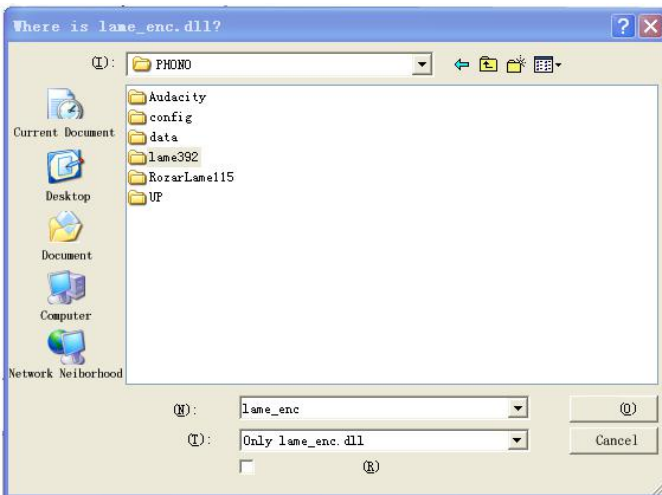 Where is lame_enc.dll?
(I): PHONO
Audacity
config
data
lame392
RozarLame115
UP
Current Document
Desktop
Document
Computer
Network Neiborhood
(N): lame_enc (O)
(T): Only lame_enc.dll Cancel
(R)